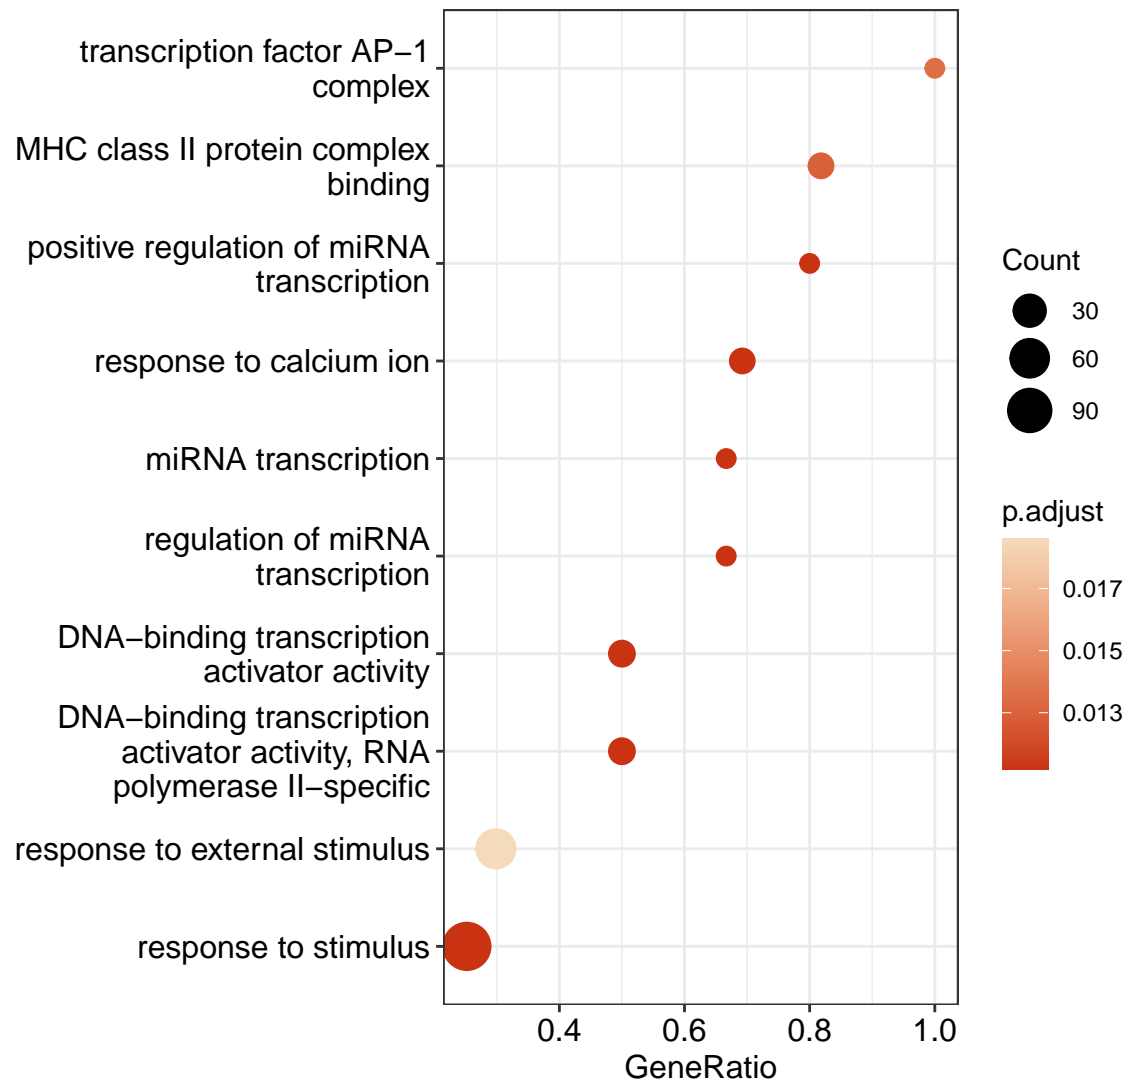 transcription factor AP−1
complex
MHC class II protein complex
binding
positive regulation of miRNA
transcription
response to calcium ion
miRNA transcription
regulation of miRNA
transcription
DNA−binding transcription
activator activity
DNA−binding transcription
activator activity, RNA
polymerase II−specific
response to external stimulus
response to stimulus
0.4 0.6 0.8 1.0
GeneRatio
Count
30
60
90
p.adjust
0.017
0.015
0.013